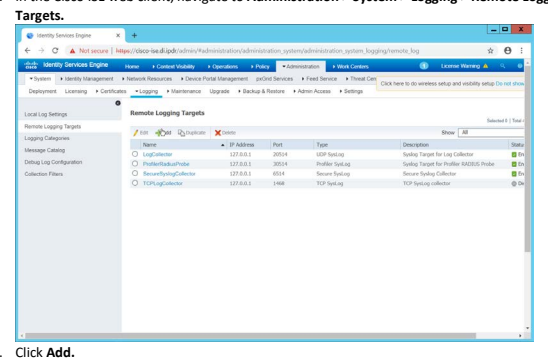 In the Cisco ISE web client, navigate to Administration > System > Logging > Remote Logg
Targets.
Identity Services Engine
Not secure | https://cisco-ise.di.ipdr/admin/#administration/administration_system/administration_system_logging/remote_log
cisco Identity Services Engine Home Context Visibility Operations Policy Administration Work Centers 1 License Warning
System Identity Management Network Resources Device Portal Management pxGrid Services Feed Service Threat Cen
Click here to do wireless setup and visibility setup Do not show
Deployment Licensing Certificates Logging Maintenance Upgrade Backup & Restore Admin Access Settings
Local Log Settings
Remote Logging Targets
Logging Categories
Message Catalog
Debug Log Configuration
Collection Filters
Remote Logging Targets
Selected 0 | Total
Edit Add Duplicate Delete Show All
Name IP Address Port Type Description Statu
LogCollector 127.0.0.1 20514 UDP SysLog Syslog Target for Log Collector En
ProfilerRadiusProbe 127.0.0.1 30514 Profiler SysLog Syslog Target for Profiler RADIUS Probe En
SecureSyslogCollector 127.0.0.1 6514 Secure SysLog Secure Syslog Collector En
TCPLogCollector 127.0.0.1 1468 TCP SysLog TCP SysLog collector De
Click Add.